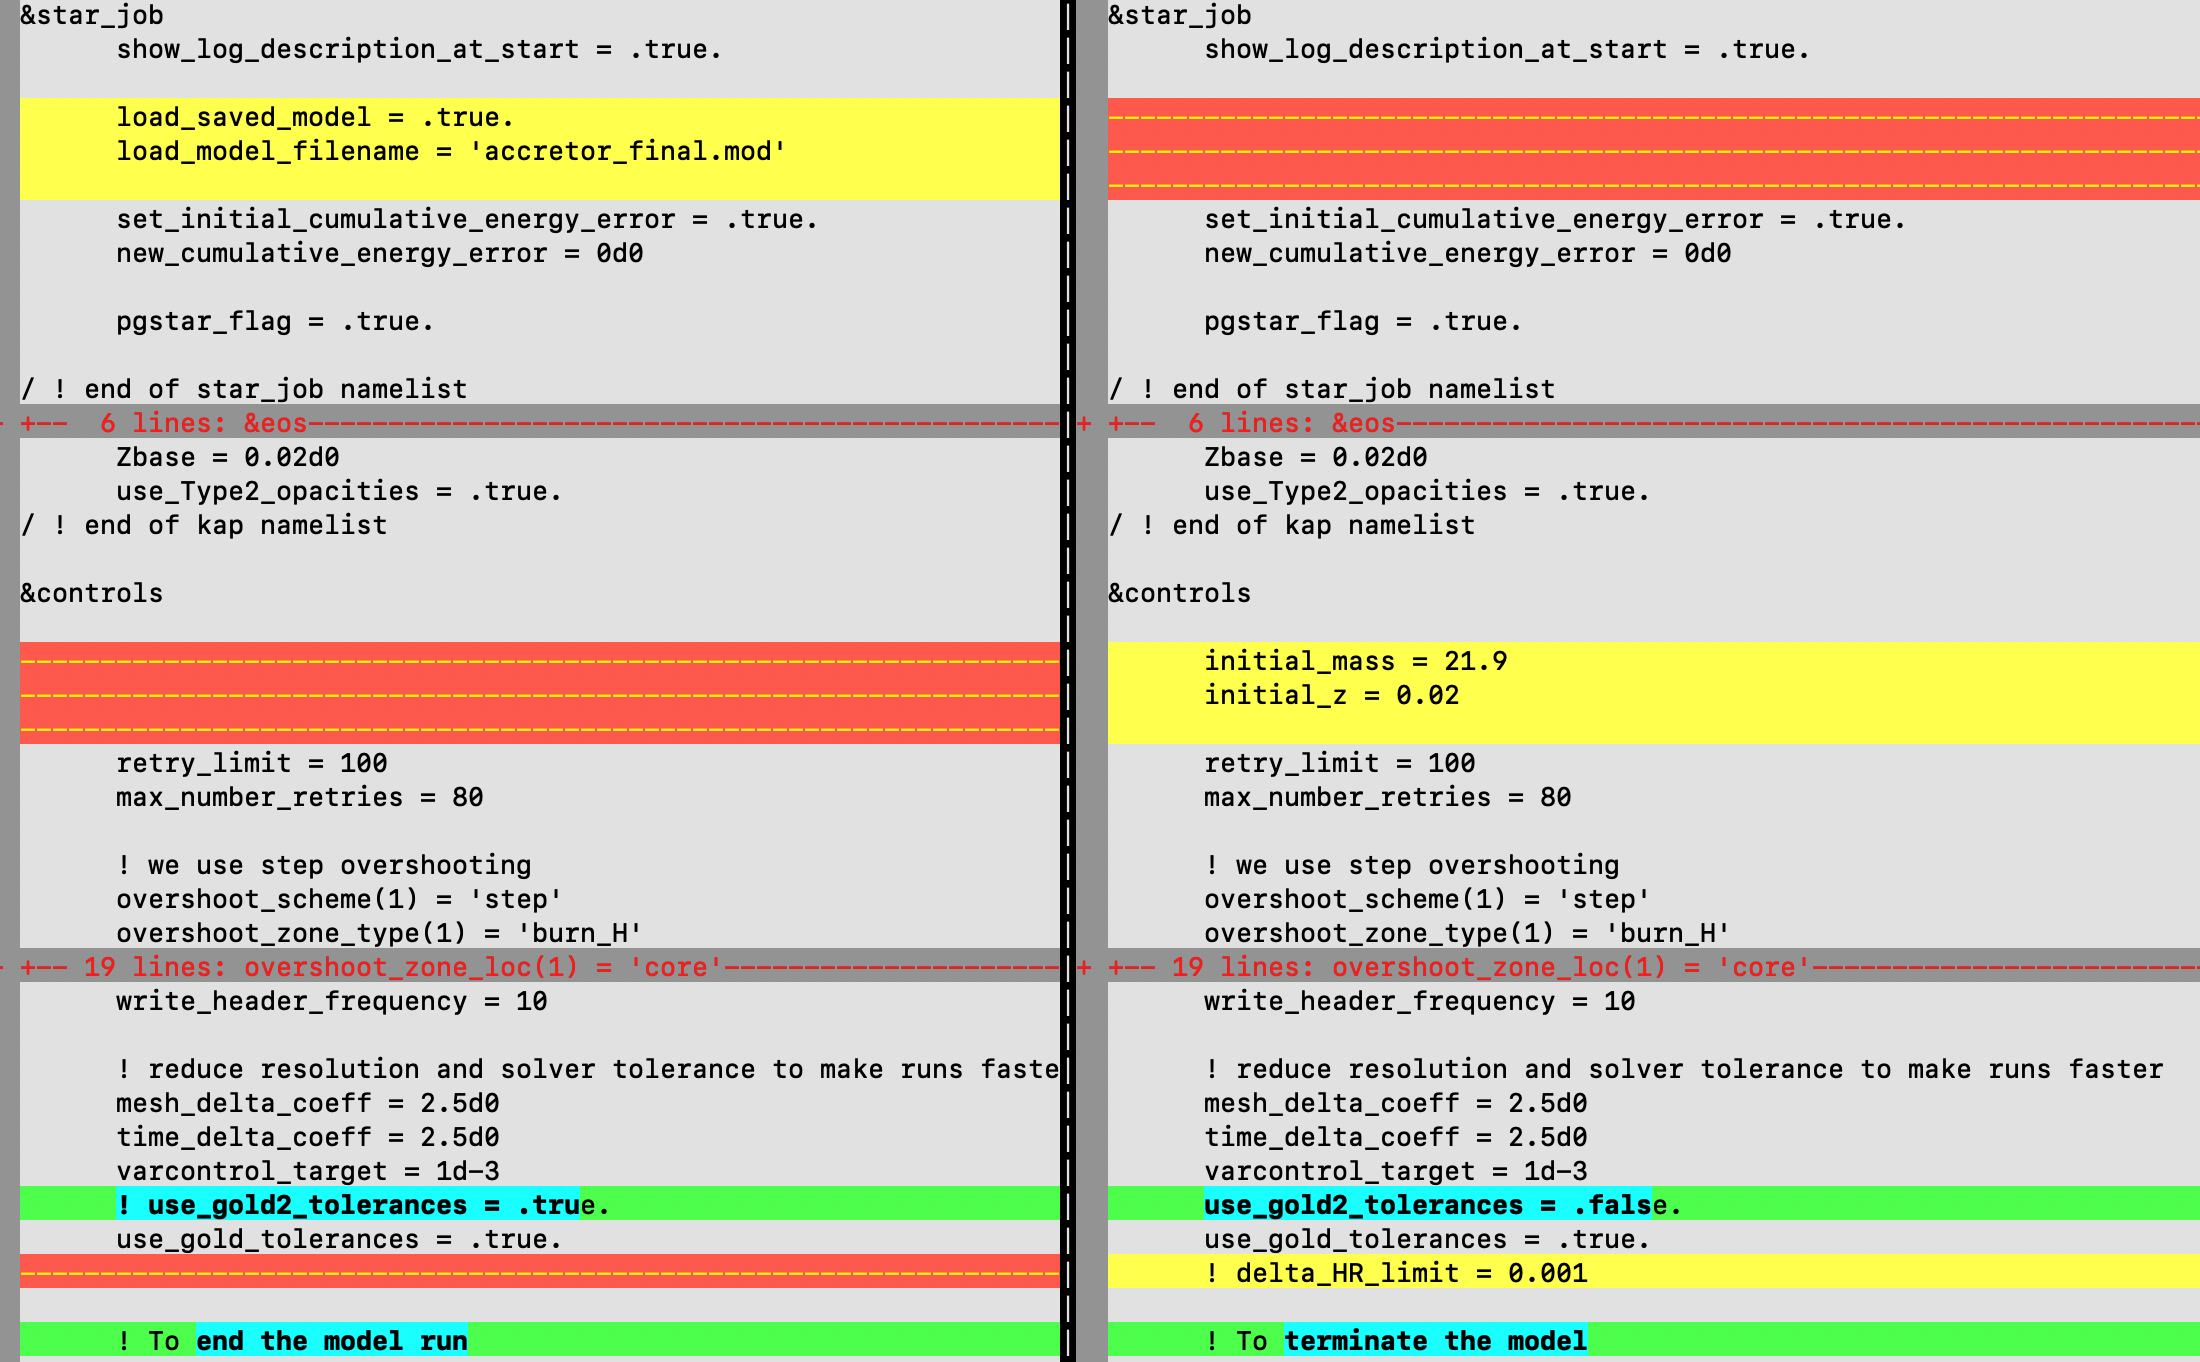 &star_job
      show_log_description_at_start = .true.

      load_saved_model = .true.
      load_model_filename = 'accretor_final.mod'

      set_initial_cumulative_energy_error = .true.
      new_cumulative_energy_error = 0d0

      pgstar_flag = .true.

/ ! end of star_job namelist
+--  6 lines: &eos
      Zbase = 0.02d0
      use_Type2_opacities = .true.
/ ! end of kap namelist

&controls

      retry_limit = 100
      max_number_retries = 80

      ! we use step overshooting
      overshoot_scheme(1) = 'step'
      overshoot_zone_type(1) = 'burn_H'
+-- 19 lines: overshoot_zone_loc(1) = 'core'
      write_header_frequency = 10

      ! reduce resolution and solver tolerance to make runs faste
      mesh_delta_coeff = 2.5d0
      time_delta_coeff = 2.5d0
      varcontrol_target = 1d-3
      ! use_gold2_tolerances = .true.
      use_gold_tolerances = .true.

      ! To end the model run
&star_job
      show_log_description_at_start = .true.

      set_initial_cumulative_energy_error = .true.
      new_cumulative_energy_error = 0d0

      pgstar_flag = .true.

/ ! end of star_job namelist
+ +--  6 lines: &eos
      Zbase = 0.02d0
      use_Type2_opacities = .true.
/ ! end of kap namelist

&controls

      initial_mass = 21.9
      initial_z = 0.02

      retry_limit = 100
      max_number_retries = 80

      ! we use step overshooting
      overshoot_scheme(1) = 'step'
      overshoot_zone_type(1) = 'burn_H'
+ +-- 19 lines: overshoot_zone_loc(1) = 'core'
      write_header_frequency = 10

      ! reduce resolution and solver tolerance to make runs faster
      mesh_delta_coeff = 2.5d0
      time_delta_coeff = 2.5d0
      varcontrol_target = 1d-3
      use_gold2_tolerances = .false.
      use_gold_tolerances = .true.
      ! delta_HR_limit = 0.001

      ! To terminate the model